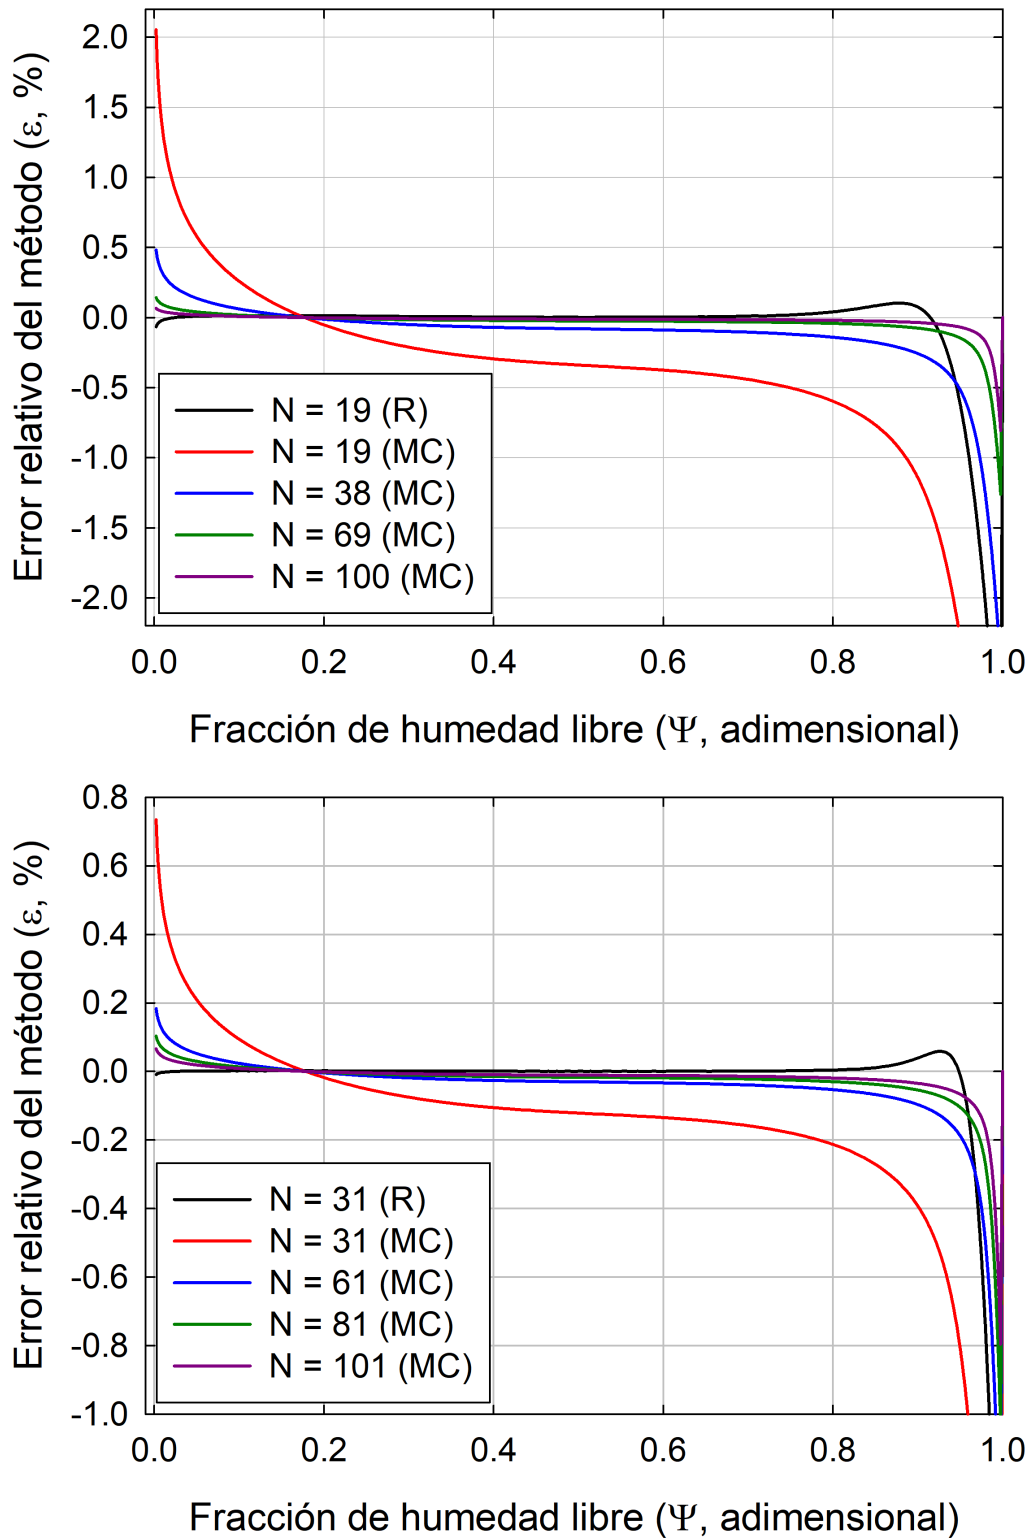 2.0
1.5
1.0
0.5
0.0
-0.5
-1.0
-1.5
-2.0
Error relativo del método (ε, %)
N = 19 (R)
N = 19 (MC)
N = 38 (MC)
N = 69 (MC)
N = 100 (MC)
0.0 0.2 0.4 0.6 0.8 1.0
Fracción de humedad libre (Ψ, adimensional)
0.8
0.6
0.4
0.2
0.0
-0.2
-0.4
-0.6
-0.8
-1.0
Error relativo del método (ε, %)
N = 31 (R)
N = 31 (MC)
N = 61 (MC)
N = 81 (MC)
N = 101 (MC)
0.0 0.2 0.4 0.6 0.8 1.0
Fracción de humedad libre (Ψ, adimensional)